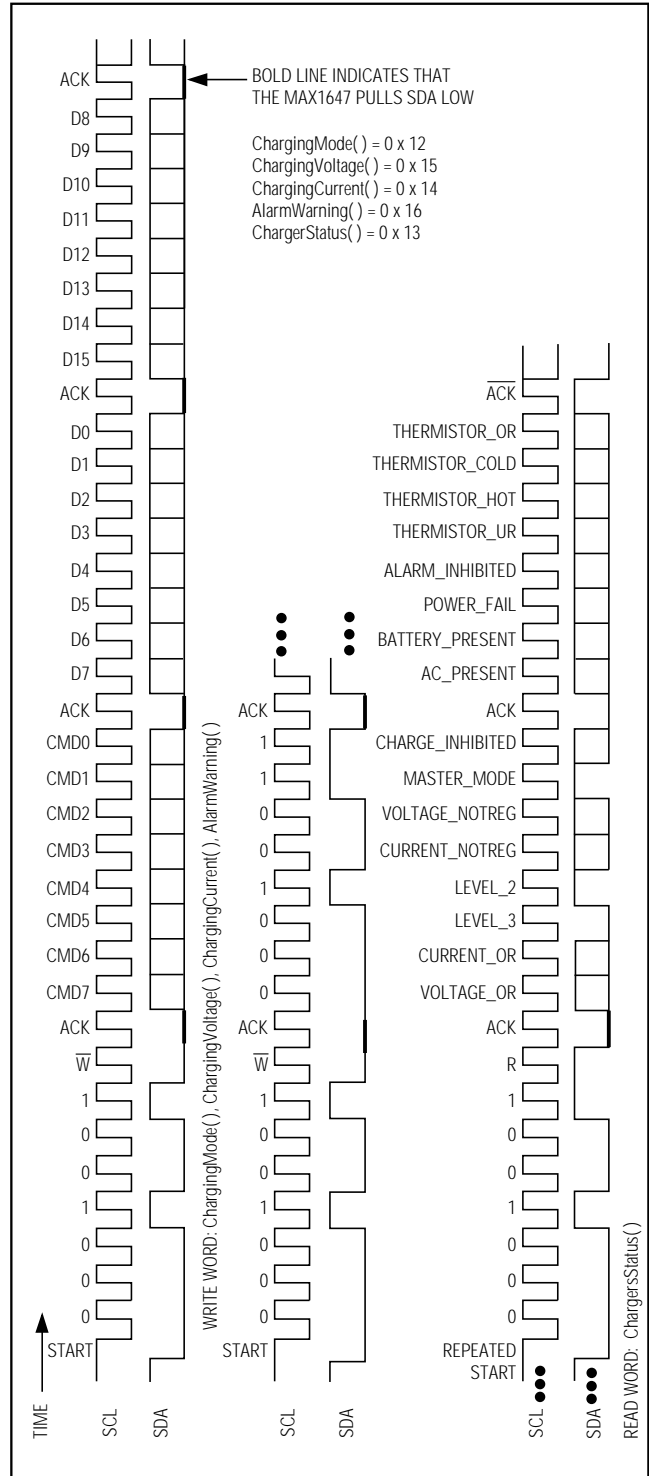 BOLD LINE INDICATES THAT
THE MAX1647 PULLS SDA LOW
ChargingMode( ) = 0 x 12
ChargingVoltage( ) = 0 x 15
ChargingCurrent( ) = 0 x 14
AlarmWarning( ) = 0 x 16
ChargerStatus( ) = 0 x 13
ACK
D8
D9
D10
D11
D12
D13
D14
D15
ACK
D0
D1
D2
D3
D4
D5
D6
D7
ACK
CMD0
CMD1
CMD2
CMD3
CMD4
CMD5
CMD6
CMD7
ACK
W̅
1
0
0
1
0
0
0
START
TIME
SCL
SDA
WRITE WORD: ChargingMode( ), ChargingVoltage( ), ChargingCurrent( ), AlarmWarning( )
ACK
1
1
0
0
1
0
0
0
ACK
W̅
1
0
0
1
0
0
0
START
SCL
SDA
A̅C̅K̅
THERMISTOR_OR
THERMISTOR_COLD
THERMISTOR_HOT
THERMISTOR_UR
ALARM_INHIBITED
POWER_FAIL
BATTERY_PRESENT
AC_PRESENT
ACK
CHARGE_INHIBITED
MASTER_MODE
VOLTAGE_NOTREG
CURRENT_NOTREG
LEVEL_2
LEVEL_3
CURRENT_OR
VOLTAGE_OR
ACK
R
1
0
0
1
0
0
0
REPEATED
START
SCL
SDA
READ WORD: ChargersStatus( )